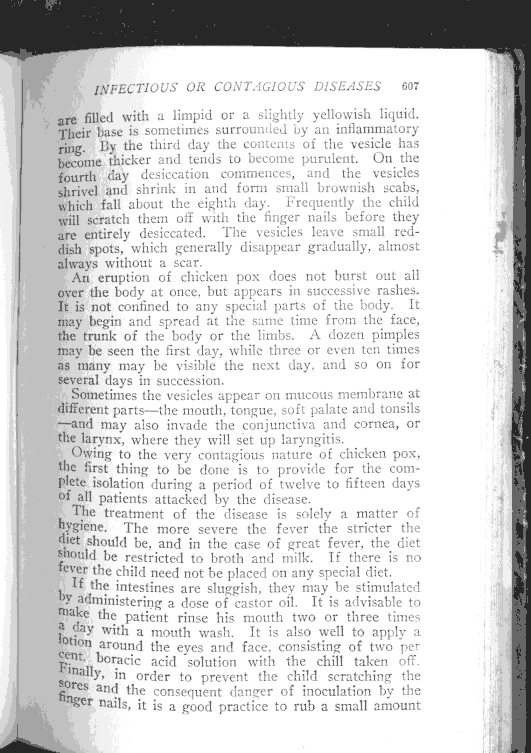 INFECTIOUS OR CONTAGIOUS DISEASES 607
are filled with a limpid or a slightly yellowish liquid.
Their base is sometimes surrounded by an inflammatory
ring. By the third day the contents of the vesicle has
become thicker and tends to become purulent. On the
fourth day desiccation commences, and the vesicles
shrivel and shrink in and form small brownish scabs,
which fall about the eighth day. Frequently the child
will scratch them off with the finger nails before they
are entirely desiccated. The vesicles leave small red-
dish spots, which generally disappear gradually, almost
always without a scar.
An eruption of chicken pox does not burst out all
over the body at once, but appears in successive rashes.
It is not confined to any special parts of the body. It
may begin and spread at the same time from the face,
the trunk of the body or the limbs. A dozen pimples
may be seen the first day, while three or even ten times
as many may be visible the next day, and so on for
several days in succession.
Sometimes the vesicles appear on mucous membrane at
different parts—the mouth, tongue, soft palate and tonsils
—and may also invade the conjunctiva and cornea, or
the larynx, where they will set up laryngitis.
Owing to the very contagious nature of chicken pox,
the first thing to be done is to provide for the com-
plete isolation during a period of twelve to fifteen days
of all patients attacked by the disease.
The treatment of the disease is solely a matter of
hygiene. The more severe the fever the stricter the
diet should be, and in the case of great fever, the diet
should be restricted to broth and milk. If there is no
fever the child need not be placed on any special diet.
If the intestines are sluggish, they may be stimulated
by administering a dose of castor oil. It is advisable to
make the patient rinse his mouth two or three times
a day with a mouth wash. It is also well to apply a
lotion around the eyes and face, consisting of two per
cent. boracic acid solution with the chill taken off.
Finally, in order to prevent the child scratching the
sores and the consequent danger of inoculation by the
finger nails, it is a good practice to rub a small amount